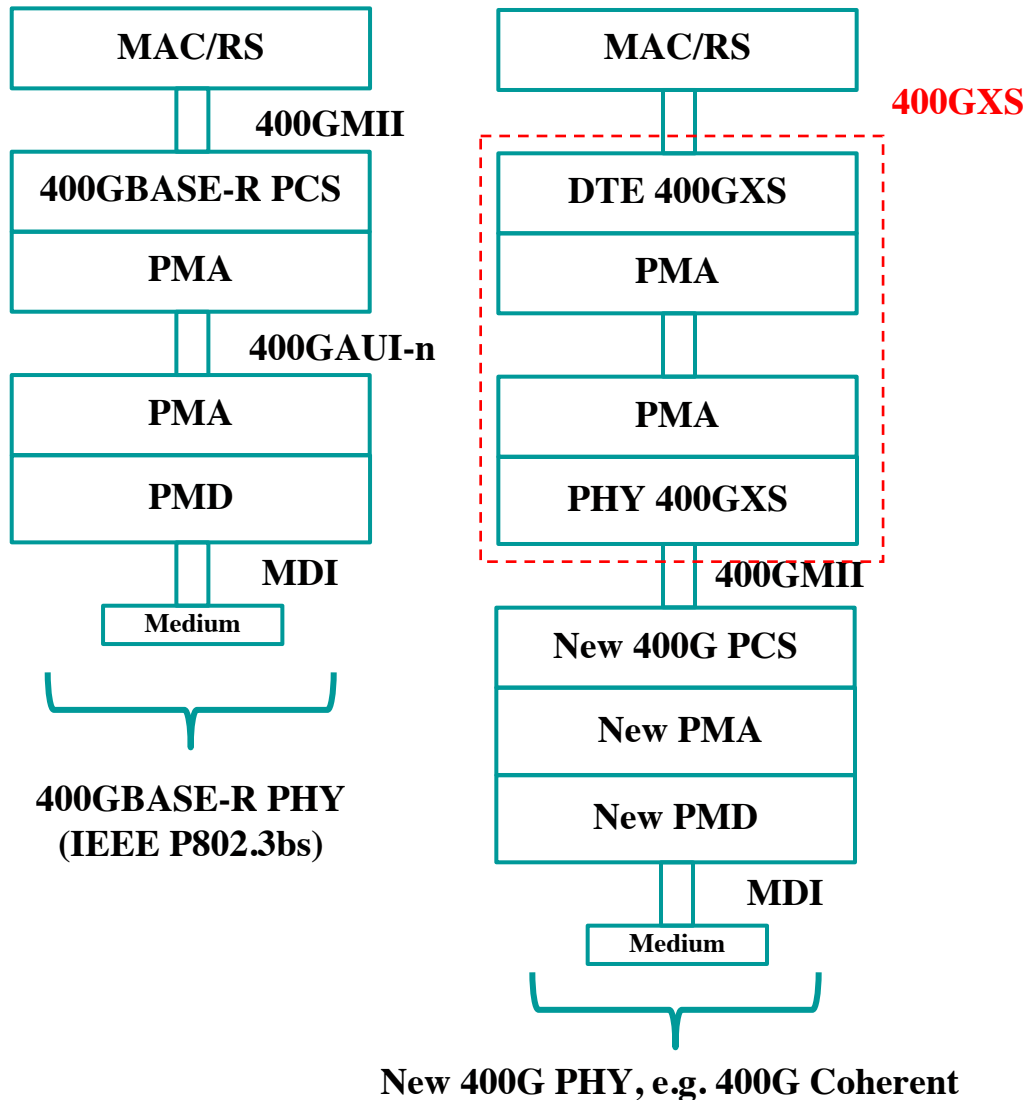 MAC/RS
400GMII
400GBASE-R PCS
PMA
400GAUI-n
PMA
PMD
MDI
Medium
400GBASE-R PHY
(IEEE P802.3bs)
MAC/RS
400GXS
DTE 400GXS
PMA
PMA
PHY 400GXS
400GMII
New 400G PCS
New PMA
New PMD
MDI
Medium
New 400G PHY, e.g. 400G Coherent